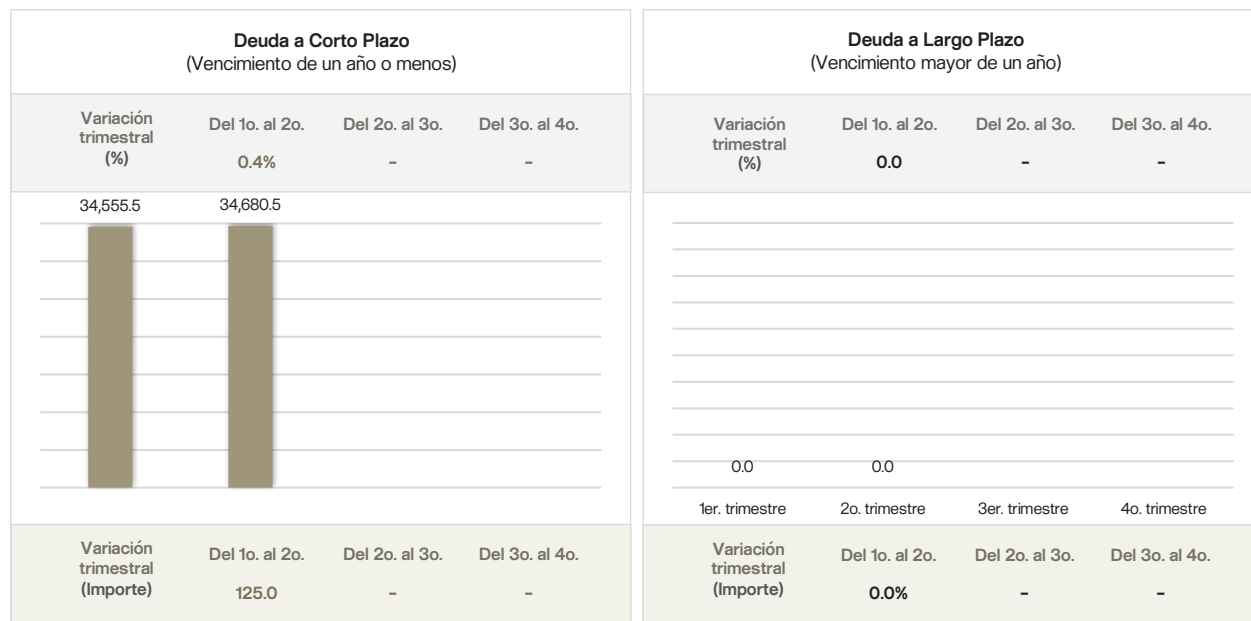 Deuda a Corto Plazo
(Vencimiento de un año o menos)
Variación trimestral (%)
Del 1o. al 2o.
Del 2o. al 3o.
Del 3o. al 4o.
0.4%
–
–
34,555.5
34,680.5
Variación trimestral (Importe)
Del 1o. al 2o.
Del 2o. al 3o.
Del 3o. al 4o.
125.0
–
–
Deuda a Largo Plazo
(Vencimiento mayor de un año)
Variación trimestral (%)
Del 1o. al 2o.
Del 2o. al 3o.
Del 3o. al 4o.
0.0
–
–
0.0
0.0
1er. trimestre
2o. trimestre
3er. trimestre
4o. trimestre
Variación trimestral (Importe)
Del 1o. al 2o.
Del 2o. al 3o.
Del 3o. al 4o.
0.0%
–
–